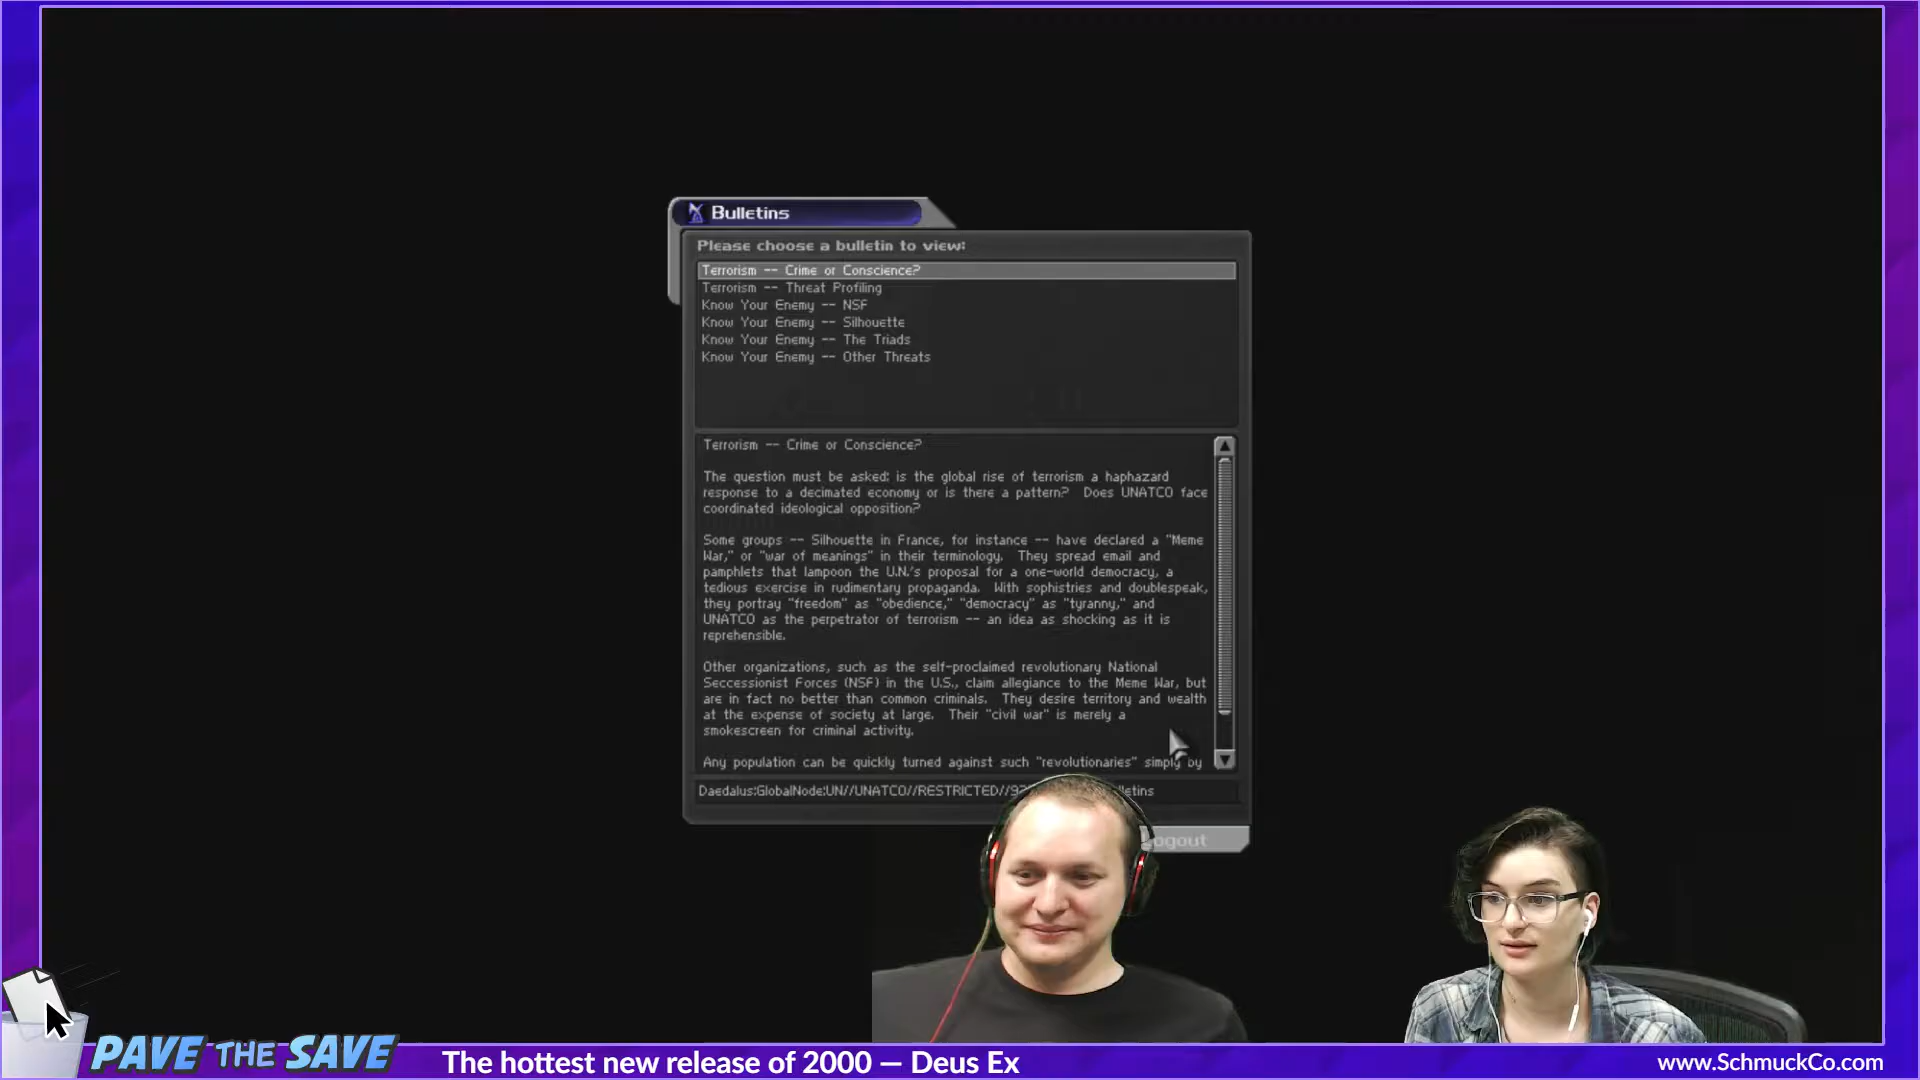 Bulletins
Please choose a bulletin to view:
Terrorism -- Crime or Conscience?
Terrorism -- Threat Profiling
Know Your Enemy -- NSF
Know Your Enemy -- Silhouette
Know Your Enemy -- The Triads
Know Your Enemy -- Other Threats
Terrorism -- Crime or Conscience?
The question must be asked: is the global rise of terrorism a haphazard
response to a decimated economy or is there a pattern?  Does UNATCO face
coordinated ideological opposition?
Some groups -- Silhouette in France, for instance -- have declared a "Meme
War," or "war of meanings" in their terminology.  They spread email and
pamphlets that lampoon the U.N.'s proposal for a one-world democracy, a
tedious exercise in rudimentary propaganda.  With sophistries and doublespeak,
they portray "freedom" as "obedience," "democracy" as "tyranny," and
UNATCO as the perpetrator of terrorism -- an idea as shocking as it is
reprehensible.
Other organizations, such as the self-proclaimed revolutionary National
Seccessionist Forces (NSF) in the U.S., claim allegiance to the Meme War, but
are in fact no better than common criminals.  They desire territory and wealth
at the expense of society at large.  Their "civil war" is merely a
smokescreen for criminal activity.
Any population can be quickly turned against such "revolutionaries" simply by
Daedalus:GlobalNode:UN//UNATCO//RESTRICTED//
ogout
PAVE THE SAVE
The hottest new release of 2000 — Deus Ex
www.SchmuckCo.com